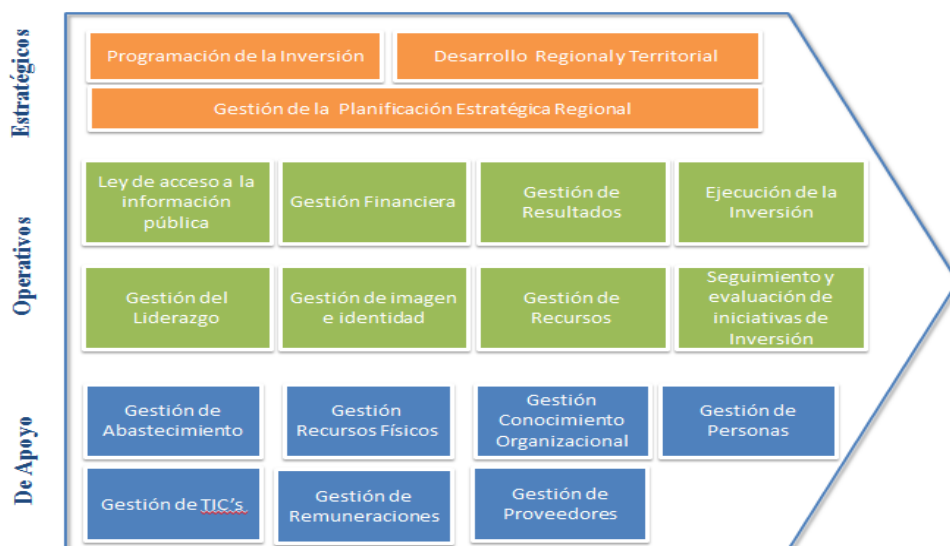 Estratégicos
Programación de la Inversión
Desarrollo Regional y Territorial
Gestión de la Planificación Estratégica Regional
Operativos
Ley de acceso a la
información
pública
Gestión Financiera
Gestión de
Resultados
Ejecución de la
Inversión
Gestión del
Liderazgo
Gestión de imagen
e identidad
Gestión de
Recursos
Seguimiento y
evaluación de
iniciativas de
Inversión
De Apoyo
Gestión de
Abastecimiento
Gestión
Recursos Físicos
Gestión
Conocimiento
Organizacional
Gestión de
Personas
Gestión de TIC's
Gestión de
Remuneraciones
Gestión de
Proveedores